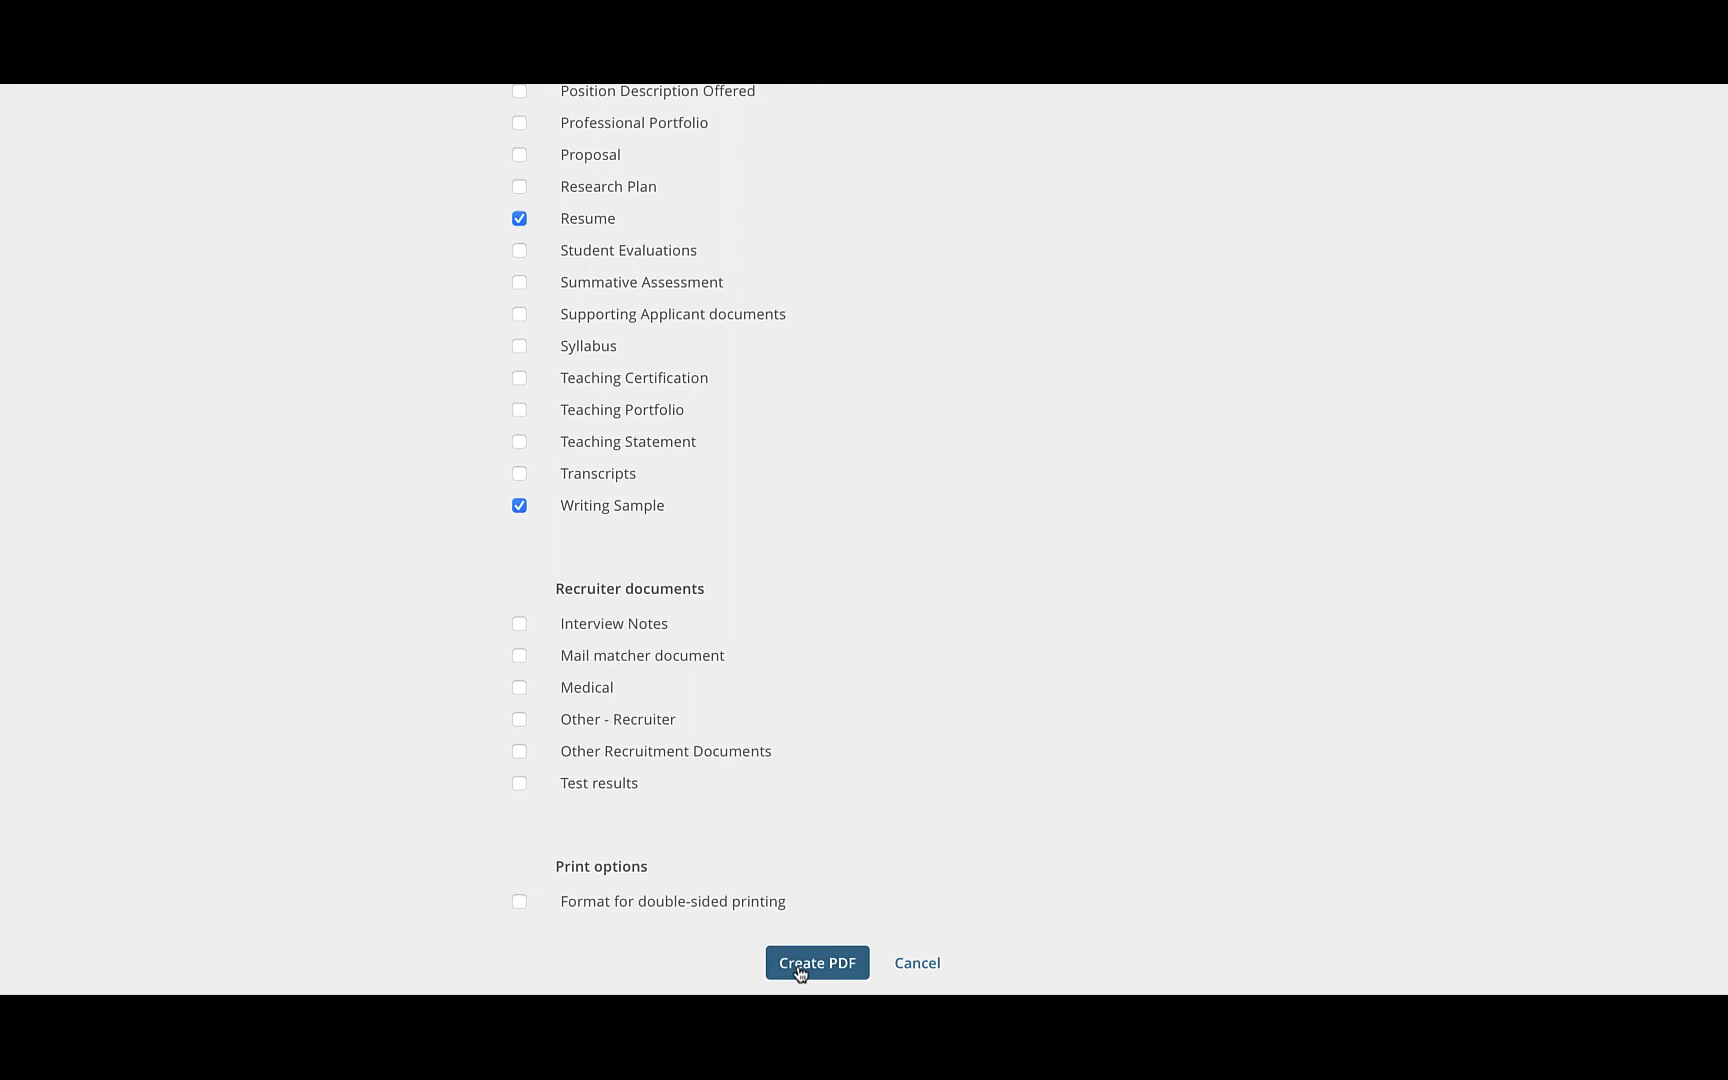 Position Description Offered
Professional Portfolio
Proposal
Research Plan
Resume
Student Evaluations
Summative Assessment
Supporting Applicant documents
Syllabus
Teaching Certification
Teaching Portfolio
Teaching Statement
Transcripts
Writing Sample
Recruiter documents
Interview Notes
Mail matcher document
Medical
Other - Recruiter
Other Recruitment Documents
Test results
Print options
Format for double-sided printing
Create PDF Cancel